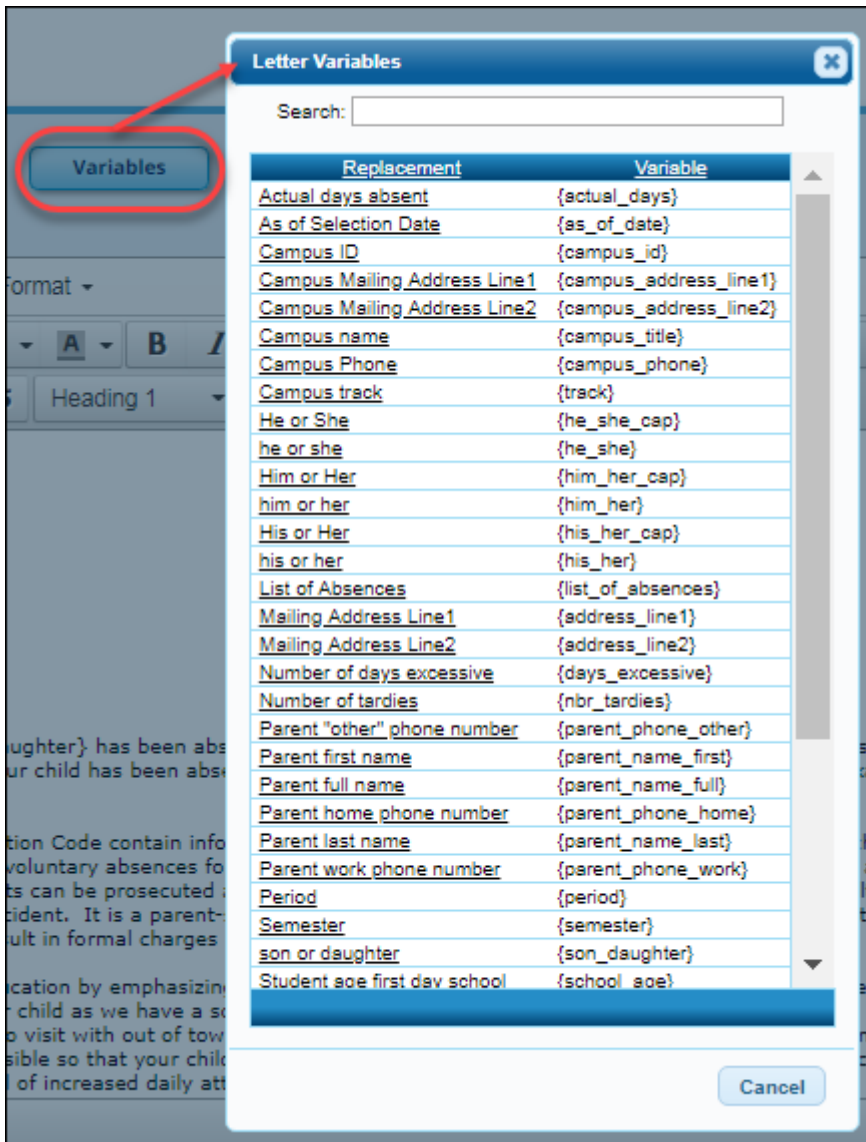 Letter Variables
Search:
Variables
Replacement Variable
Actual days absent {actual_days}
As of Selection Date {as_of_date}
Campus ID {campus_id}
Campus Mailing Address Line1 {campus_address_line1}
Campus Mailing Address Line2 {campus_address_line2}
Campus name {campus_title}
Campus Phone {campus_phone}
Campus track {track}
He or She {he_she_cap}
he or she {he_she}
Him or Her {him_her_cap}
him or her {him_her}
His or Her {his_her_cap}
his or her {his_her}
List of Absences {list_of_absences}
Mailing Address Line1 {address_line1}
Mailing Address Line2 {address_line2}
Number of days excessive {days_excessive}
Number of tardies {nbr_tardies}
Parent "other" phone number {parent_phone_other}
Parent first name {parent_name_first}
Parent full name {parent_name_full}
Parent home phone number {parent_phone_home}
Parent last name {parent_name_last}
Parent work phone number {parent_phone_work}
Period {period}
Semester {semester}
son or daughter {son_daughter}
Student age first day school {school_age}
Cancel
Format
A B I
Heading 1
aughter} has been abs
ur child has been abse
tion Code contain info
voluntary absences fo
ts can be prosecuted
cident. It is a parent-
sult in formal charges
ucation by emphasizing
r child as we have a sc
o visit with out of tow
sible so that your child
l of increased daily att